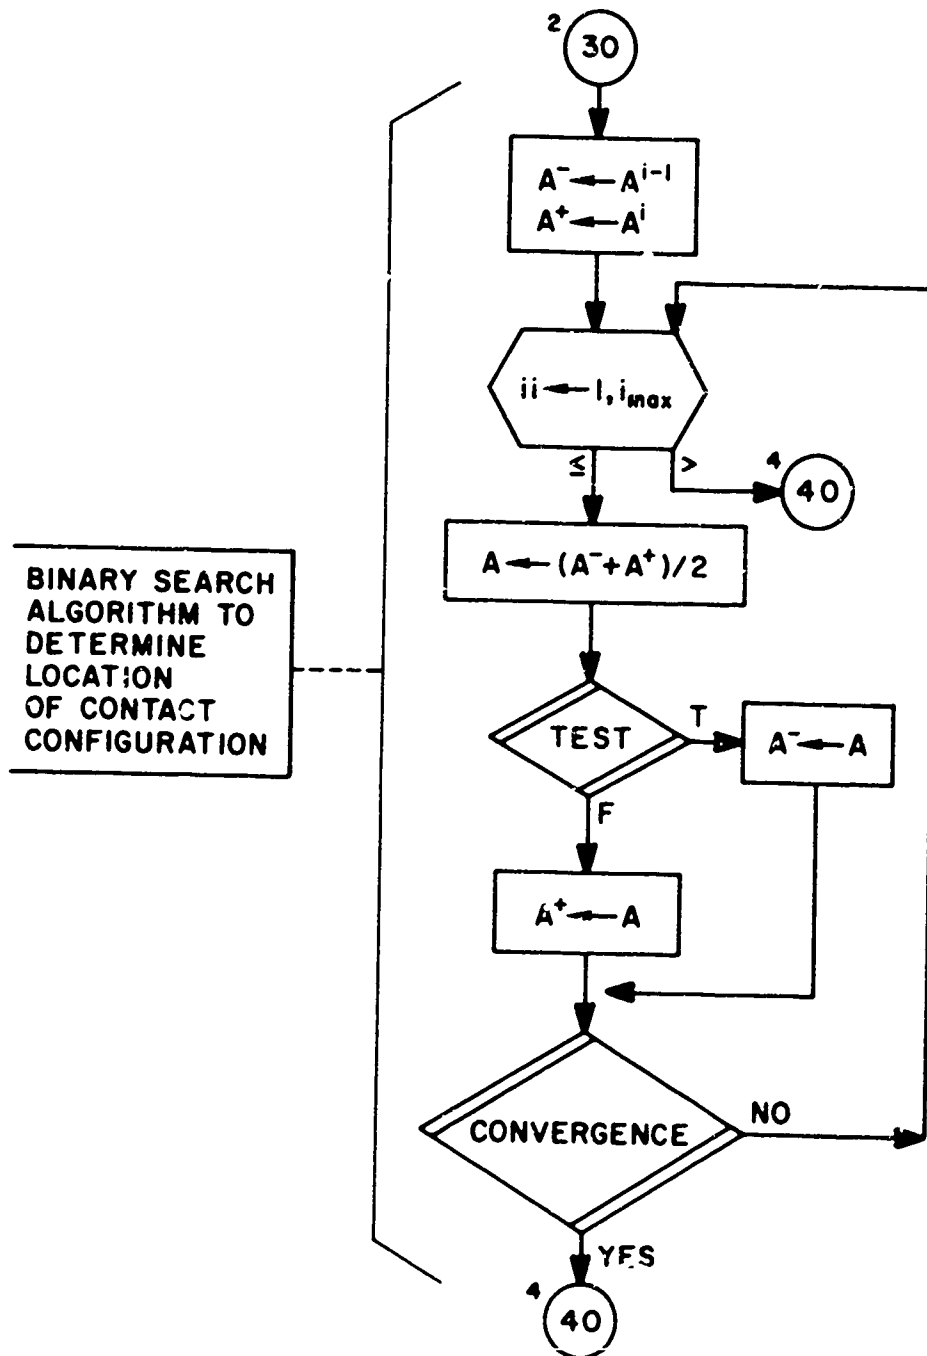 2
30
A⁻ ← Aⁱ⁻¹
A⁺ ← Aⁱ
ii ← 1, iₘₐₓ
≤
>
4
40
A ← (A⁻+A⁺)/2
BINARY SEARCH
ALGORITHM TO
DETERMINE
LOCATION
OF CONTACT
CONFIGURATION
TEST
T
A⁻ ← A
F
A⁺ ← A
CONVERGENCE
NO
YES
4
40